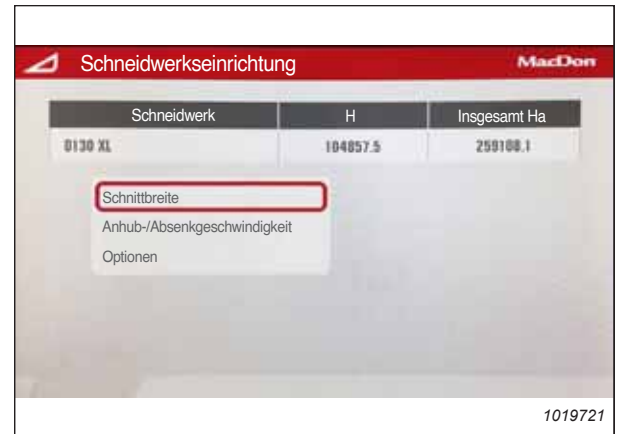 Schneidwerkseinrichtung MacDon
Schneidwerk H Insgesamt Ha
D130 XL 104857.5 259108.1
Schnittbreite
Anhub-/Absenkgeschwindigkeit
Optionen
1019721